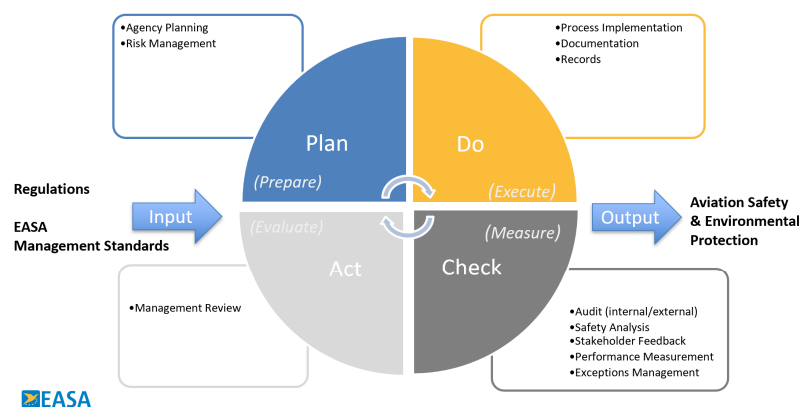 •Agency Planning
•Risk Management
•Process Implementation
•Documentation
•Records
Plan
(Prepare)
Do
(Execute)
Regulations
EASA
Management Standards
Input
Output
Aviation Safety
& Environmental
Protection
(Evaluate)
Act
(Measure)
Check
•Management Review
•Audit (internal/external)
•Safety Analysis
•Stakeholder Feedback
•Performance Measurement
•Exceptions Management
EASA